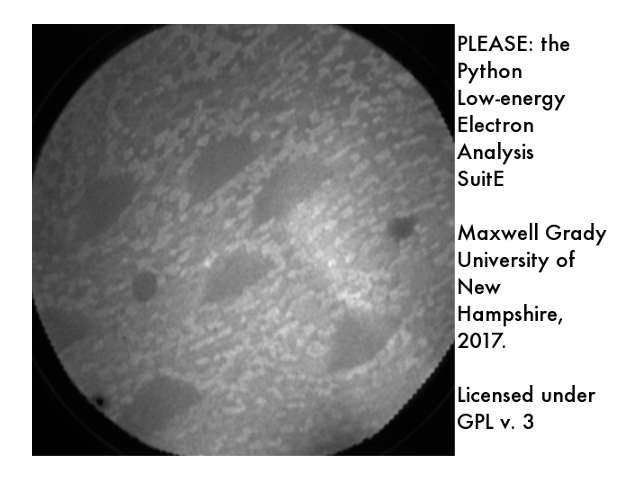 PLEASE: the
Python
Low-energy
Electron
Analysis
SuitE
Maxwell Grady
University of
New
Hampshire,
2017.
Licensed under
GPL v. 3